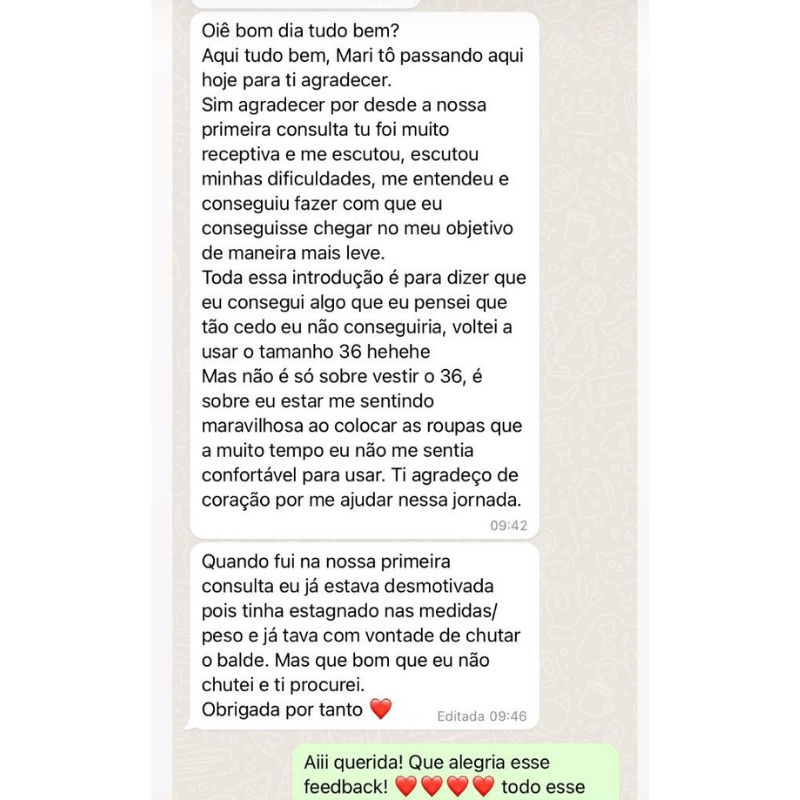 Oiê bom dia tudo bem?
Aqui tudo bem, Mari tô passando aqui
hoje para ti agradecer.
Sim agradecer por desde a nossa
primeira consulta tu foi muito
receptiva e me escutou, escutou
minhas dificuldades, me entendeu e
conseguiu fazer com que eu
conseguisse chegar no meu objetivo
de maneira mais leve.
Toda essa introdução é para dizer que
eu consegui algo que eu pensei que
tão cedo eu não conseguiria, voltei a
usar o tamanho 36 hehehe
Mas não é só sobre vestir o 36, é
sobre eu estar me sentindo
maravilhosa ao colocar as roupas que
a muito tempo eu não me sentia
confortável para usar. Ti agradeço de
coração por me ajudar nessa jornada.
09:42
Quando fui na nossa primeira
consulta eu já estava desmotivada
pois tinha estagnado nas medidas/
peso e já tava com vontade de chutar
o balde. Mas que bom que eu não
chutei e ti procurei.
Obrigada por tanto ❤️
Editada 09:46
Aiii querida! Que alegria esse
feedback! ❤️❤️❤️❤️ todo esse